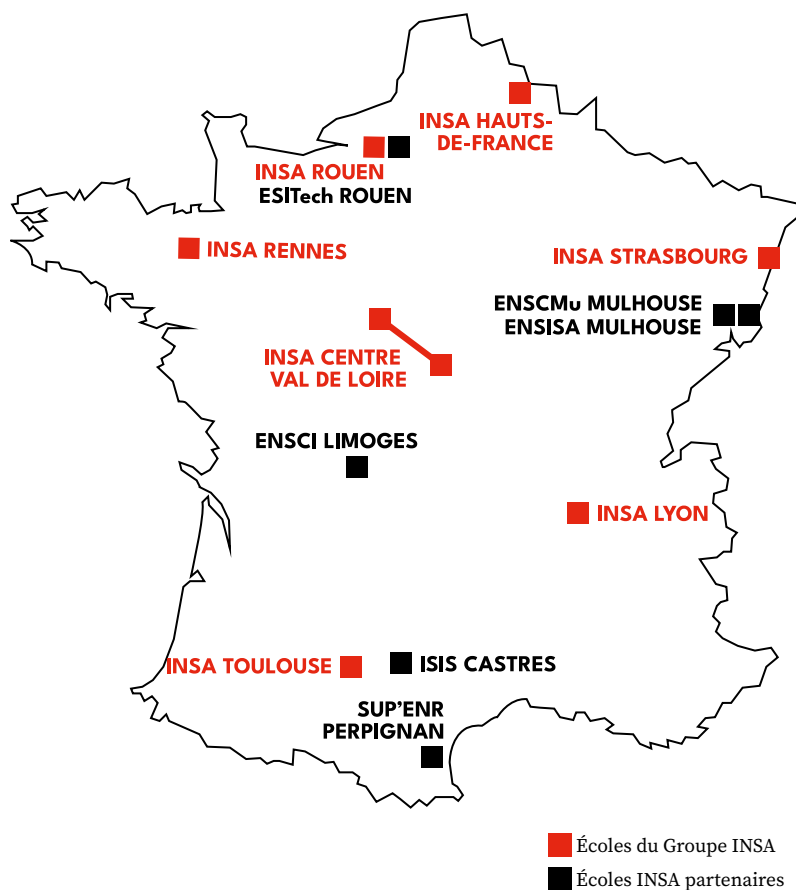 INSA HAUTS-
DE-FRANCE
INSA ROUEN
ESITech ROUEN
INSA RENNES
INSA STRASBOURG
ENSCMu MULHOUSE
ENSISA MULHOUSE
INSA CENTRE
VAL DE LOIRE
ENSCI LIMOGES
INSA LYON
INSA TOULOUSE
ISIS CASTRES
SUP’ENR
PERPIGNAN
Écoles du Groupe INSA
Écoles INSA partenaires